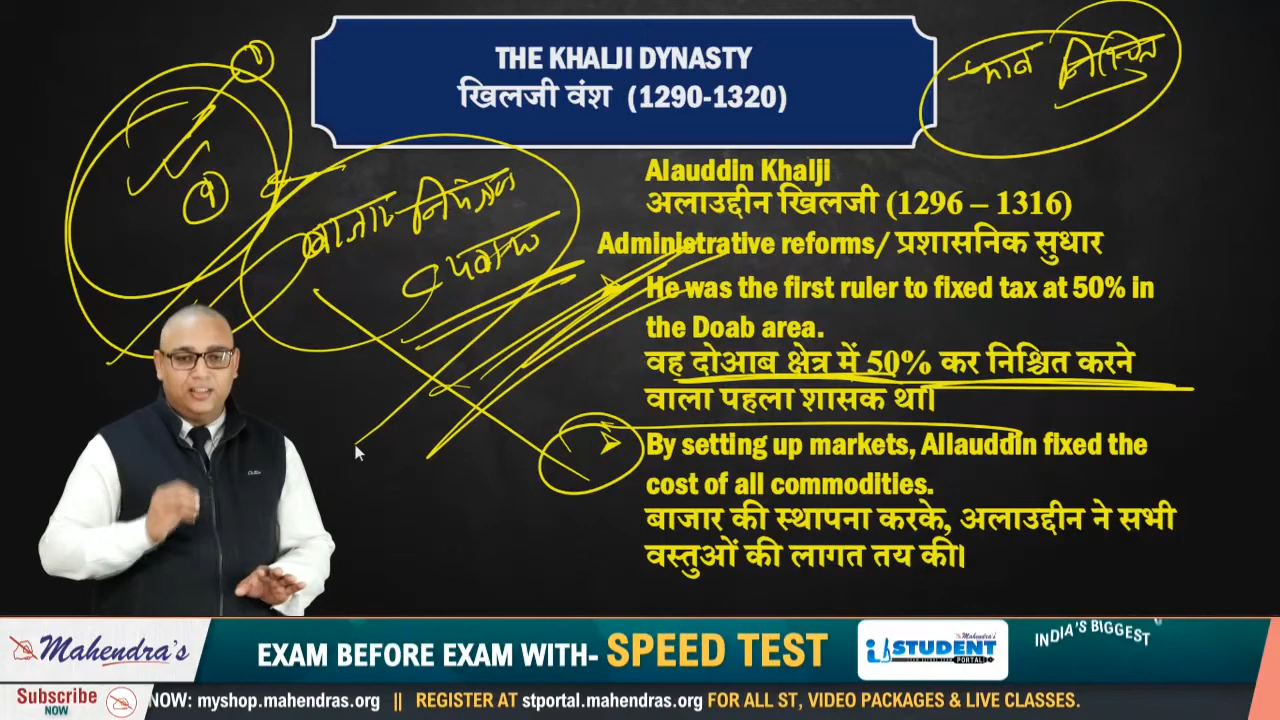 THE KHALJI DYNASTY
खिलजी वंश (1290-1320)
Alauddin Khalji
अलाउद्दीन खिलजी (1296 – 1316)
Administrative reforms/ प्रशासनिक सुधार
He was the first ruler to fixed tax at 50% in
the Doab area.
वह दोआब क्षेत्र में 50% कर निश्चित करने
वाला पहला शासक था।
By setting up markets, Allauddin fixed the
cost of all commodities.
बाजार की स्थापना करके, अलाउद्दीन ने सभी
वस्तुओं की लागत तय की।
निश्चित
बाजार
Mahendra's
EXAM BEFORE EXAM WITH- SPEED TEST
Mahendra's
STUDENT
PORTAL
INDIA'S BIGGEST
Subscribe
NOW
NOW: myshop.mahendras.org || REGISTER AT stportal.mahendras.org FOR ALL ST, VIDEO PACKAGES & LIVE CLASSES.